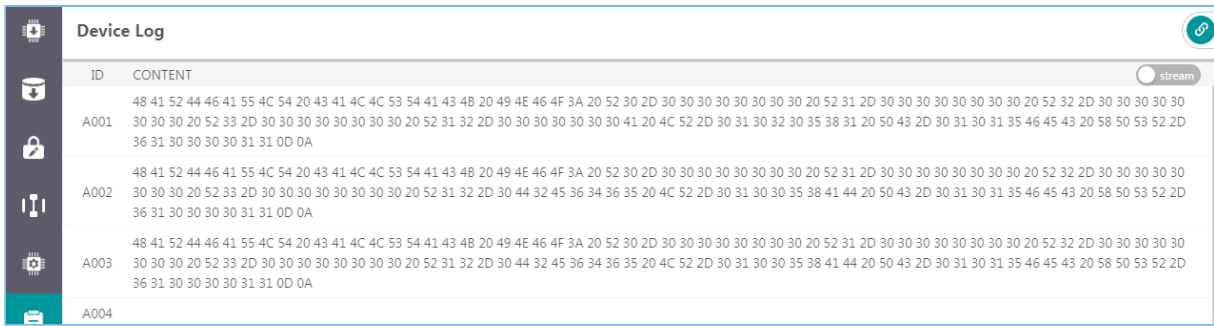 Device Log
ID CONTENT stream
48 41 52 44 46 41 55 4C 54 20 43 41 4C 4C 53 54 41 43 4B 20 49 4E 46 4F 3A 20 52 30 2D 30 30 30 30 30 30 30 30 20 52 31 2D 30 30 30 30 30 30 30 30 20 52 32 2D 30 30 30 30 30
A001 30 30 30 20 52 33 2D 30 30 30 30 30 30 30 30 20 52 31 32 2D 30 30 30 30 30 30 30 41 20 4C 52 2D 30 31 30 32 30 35 38 31 20 50 43 2D 30 31 30 31 35 46 45 43 20 58 50 53 52 2D
36 31 30 30 30 30 31 31 0D 0A
48 41 52 44 46 41 55 4C 54 20 43 41 4C 4C 53 54 41 43 4B 20 49 4E 46 4F 3A 20 52 30 2D 30 30 30 30 30 30 30 30 20 52 31 2D 30 30 30 30 30 30 30 30 20 52 32 2D 30 30 30 30 30
A002 30 30 30 20 52 33 2D 30 30 30 30 30 30 30 30 20 52 31 32 2D 30 44 32 45 36 34 36 35 20 4C 52 2D 30 31 30 30 35 38 41 44 20 50 43 2D 30 31 30 31 35 46 45 43 20 58 50 53 52 2D
36 31 30 30 30 30 31 31 0D 0A
48 41 52 44 46 41 55 4C 54 20 43 41 4C 4C 53 54 41 43 4B 20 49 4E 46 4F 3A 20 52 30 2D 30 30 30 30 30 30 30 30 20 52 31 2D 30 30 30 30 30 30 30 30 20 52 32 2D 30 30 30 30 30
A003 30 30 30 20 52 33 2D 30 30 30 30 30 30 30 30 20 52 31 32 2D 30 44 32 45 36 34 36 35 20 4C 52 2D 30 31 30 30 35 38 41 44 20 50 43 2D 30 31 30 31 35 46 45 43 20 58 50 53 52 2D
36 31 30 30 30 30 31 31 0D 0A
A004